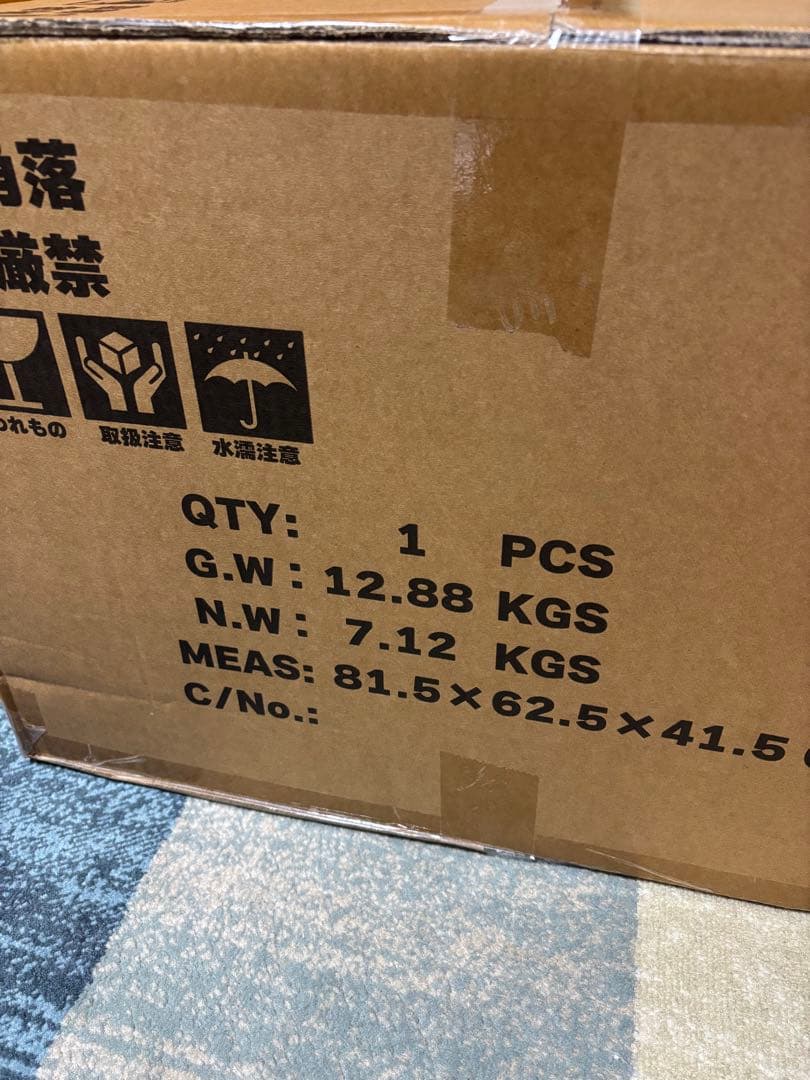 角落
厳禁
われもの
取扱注意
水濡注意
QTY: 1 PCS
G.W: 12.88 KGS
N.W: 7.12 KGS
MEAS: 81.5×62.5×41.5
C/No.: